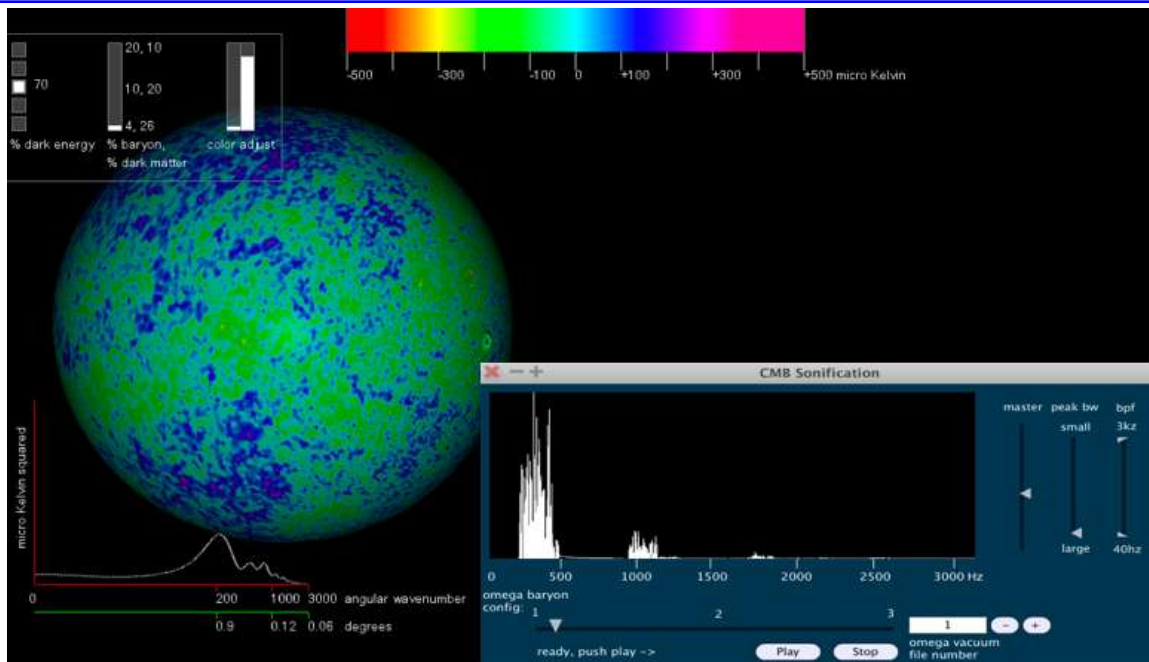 20, 10
70
10, 20
4, 26
% dark energy
% baryon,
% dark matter
color adjust
-500 -300 -100 0 +100 +300 +500 micro Kelvin
CMB Sonification
master peak bw bpf
small 3kz
large 40hz
micro Kelvin squared
0 200 1000 3000 angular wavenumber
0.9 0.12 0.06 degrees
0 500 1000 1500 2000 2500 3000 Hz
omega baryon
config: 1 2 3
1 - +
omega vacuum
file number
ready, push play -> Play Stop